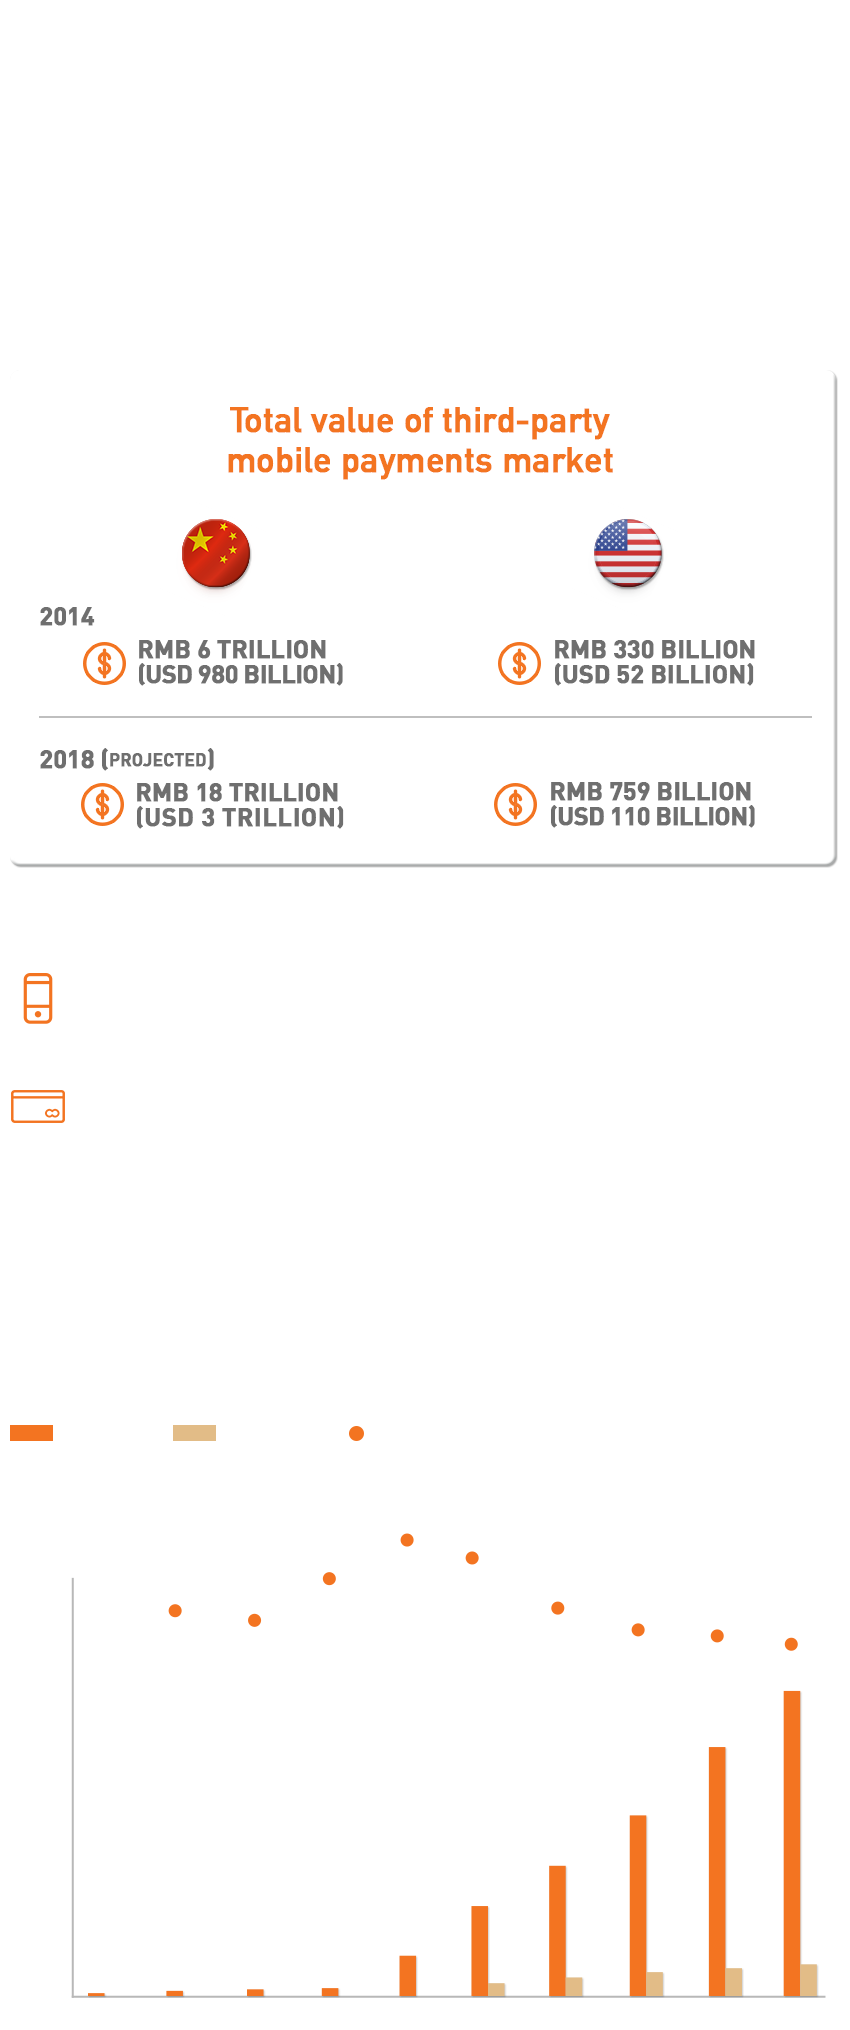 Total value of third-party
mobile payments market
2014
RMB 6 TRILLION
(USD 980 BILLION)
RMB 330 BILLION
(USD 52 BILLION)
2018 (PROJECTED)
RMB 18 TRILLION
(USD 3 TRILLION)
RMB 759 BILLION
(USD 110 BILLION)